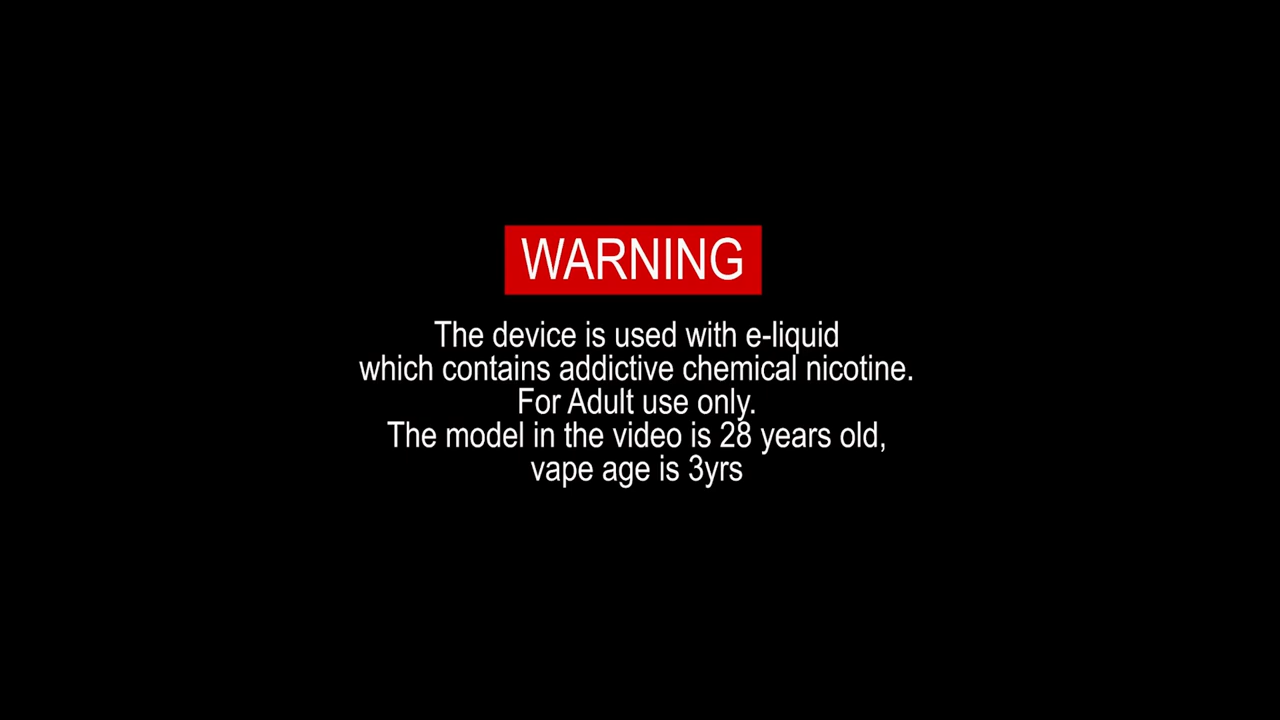 WARNING
The device is used with e-liquid
which contains addictive chemical nicotine.
For Adult use only.
The model in the video is 28 years old,
vape age is 3yrs